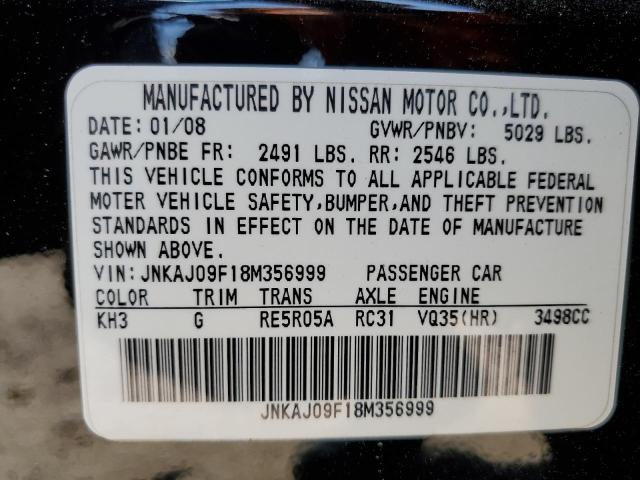 MANUFACTURED BY NISSAN MOTOR CO.,LTD.
DATE: 01/08 GVWR/PNBV: 5029 LBS.
GAWR/PNBE FR: 2491 LBS. RR: 2546 LBS.
THIS VEHICLE CONFORMS TO ALL APPLICABLE FEDERAL
MOTER VEHICLE SAFETY,BUMPER,AND THEFT PREVENTION
STANDARDS IN EFFECT ON THE DATE OF MANUFACTURE
SHOWN ABOVE.
VIN: JNKAJ09F18M356999 PASSENGER CAR
COLOR TRIM TRANS AXLE ENGINE
KH3 G RE5R05A RC31 VQ35(HR) 3498CC
JNKAJ09F18M356999